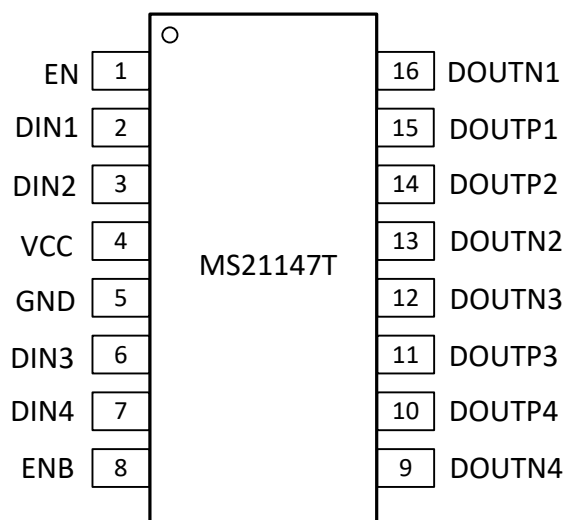 EN 1 16 DOUTN1
DIN1 2 15 DOUTP1
DIN2 3 14 DOUTP2
VCC 4 13 DOUTN2
MS21147T
GND 5 12 DOUTN3
DIN3 6 11 DOUTP3
DIN4 7 10 DOUTP4
ENB 8 9 DOUTN4